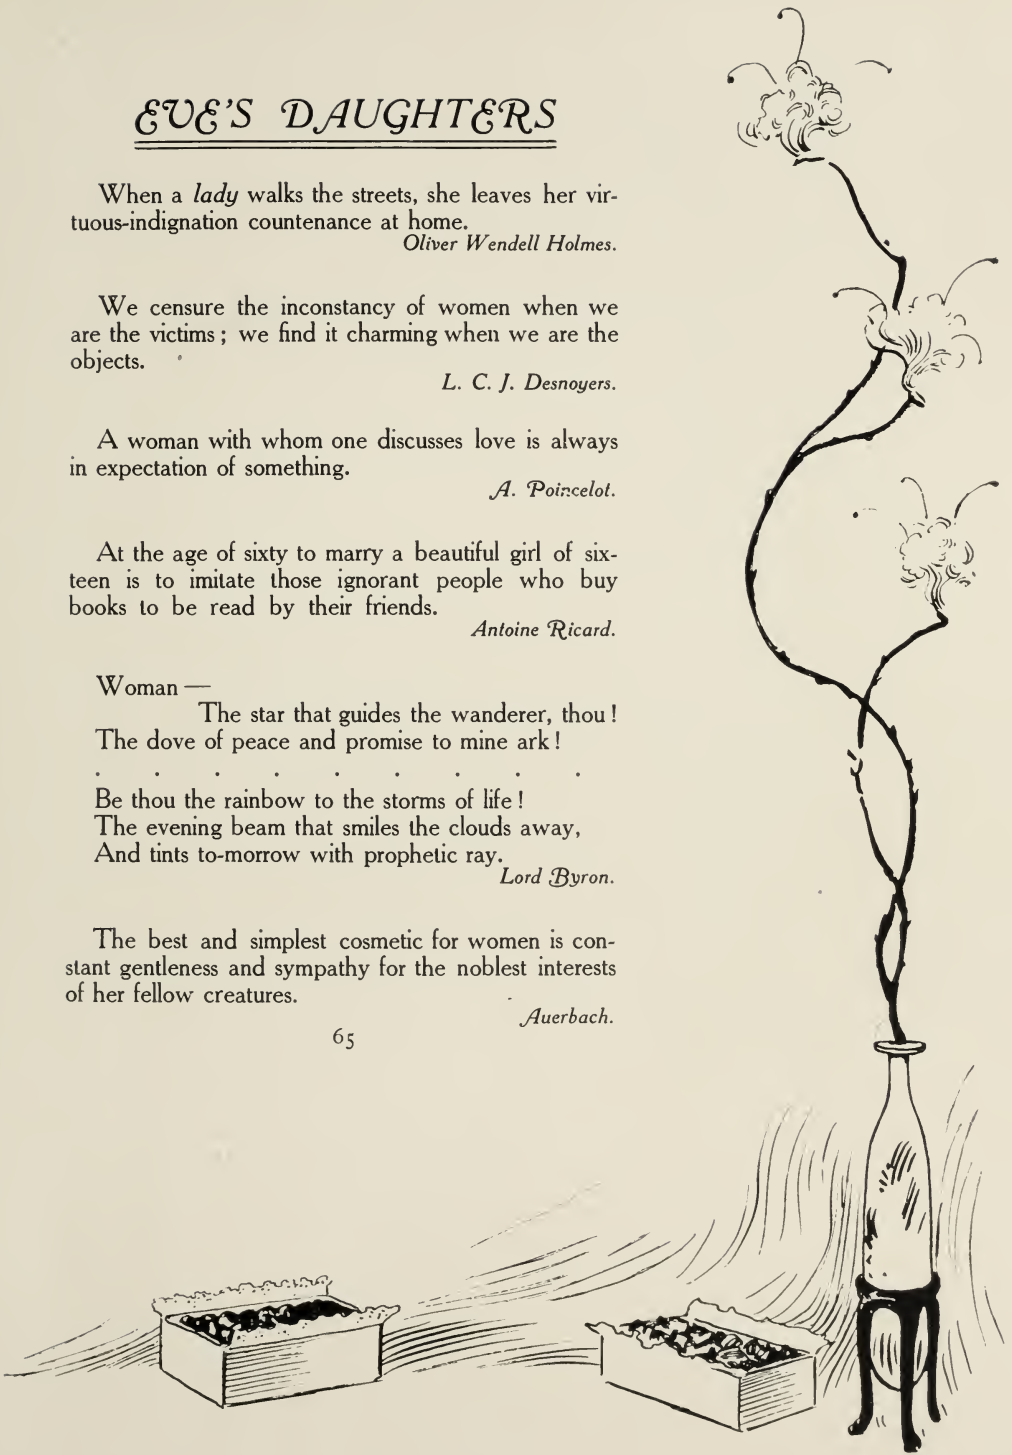 EVE'S DAUGHTERS
When a lady walks the streets, she leaves her vir-
tuous-indignation countenance at home.
Oliver Wendell Holmes.
We censure the inconstancy of women when we
are the victims; we find it charming when we are the
objects.
L. C. J. Desnoyers.
A woman with whom one discusses love is always
in expectation of something.
A. Poincelot.
At the age of sixty to marry a beautiful girl of six-
teen is to imitate those ignorant people who buy
books to be read by their friends.
Antoine Ricard.
Woman —
The star that guides the wanderer, thou!
The dove of peace and promise to mine ark!
. . . . . . . . .
Be thou the rainbow to the storms of life!
The evening beam that smiles the clouds away,
And tints to-morrow with prophetic ray.
Lord Byron.
The best and simplest cosmetic for women is con-
stant gentleness and sympathy for the noblest interests
of her fellow creatures.
Auerbach.
65